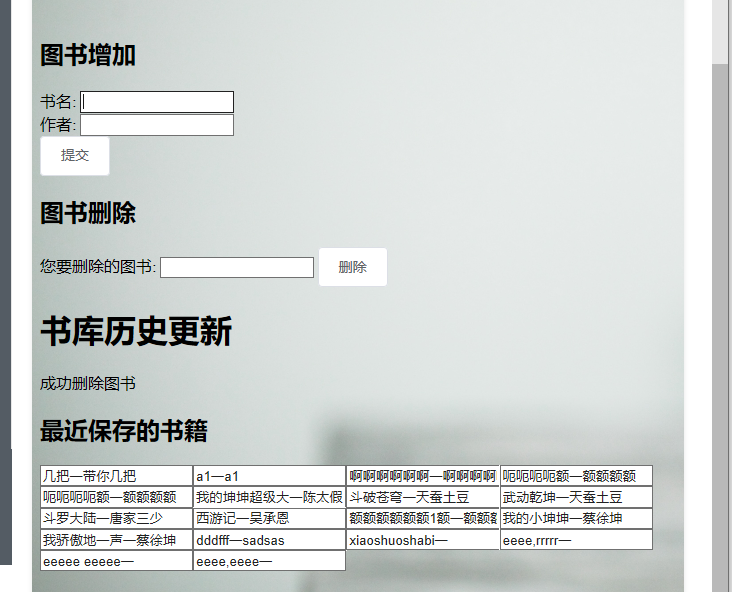 图书增加
书名:
作者:
提交
图书删除
您要删除的图书: 删除
书库历史更新
成功删除图书
最近保存的书籍
几把—带你几把 a1—a1 啊啊啊啊啊啊—啊啊啊啊 呃呃呃呃额—额额额额
呃呃呃呃额—额额额额 我的坤坤超级大—陈太假 斗破苍穹—天蚕土豆 武动乾坤—天蚕土豆
斗罗大陆—唐家三少 西游记—吴承恩 额额额额额额1额—额额额 我的小坤坤—蔡徐坤
我骄傲地一声—蔡徐坤 dddfff—sadsas xiaoshuoshabi— eeee,rrrrr—
eeeee eeeee— eeee,eeee—